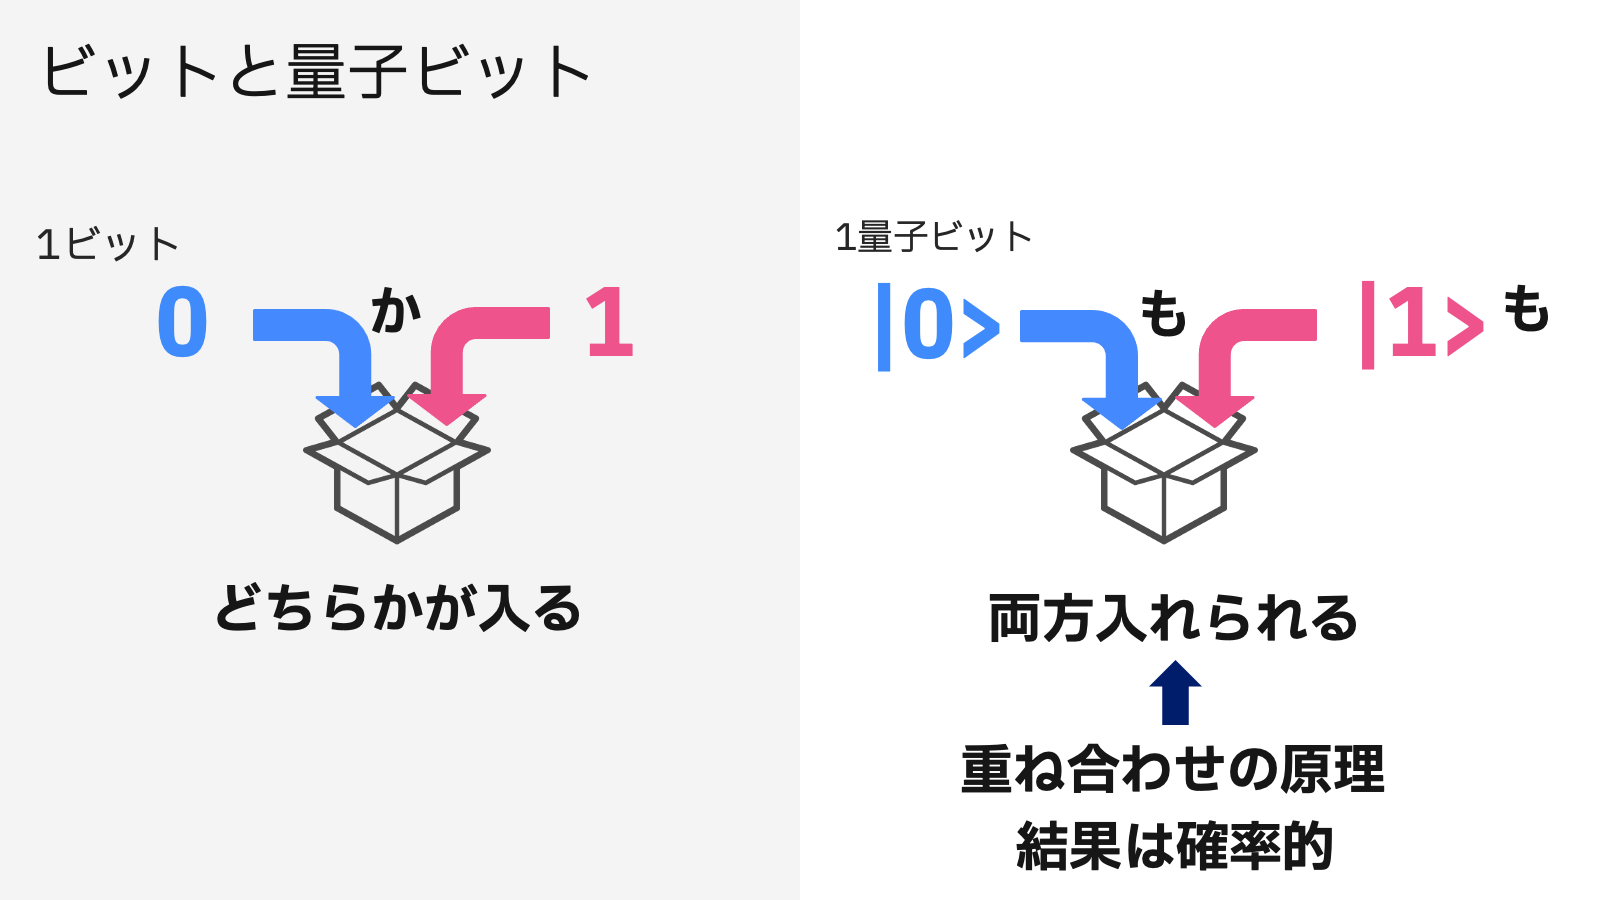 ビットと量子ビット
1ビット
0 か 1
どちらかが入る
1量子ビット
|0> も |1> も
両方入れられる
重ね合わせの原理
結果は確率的